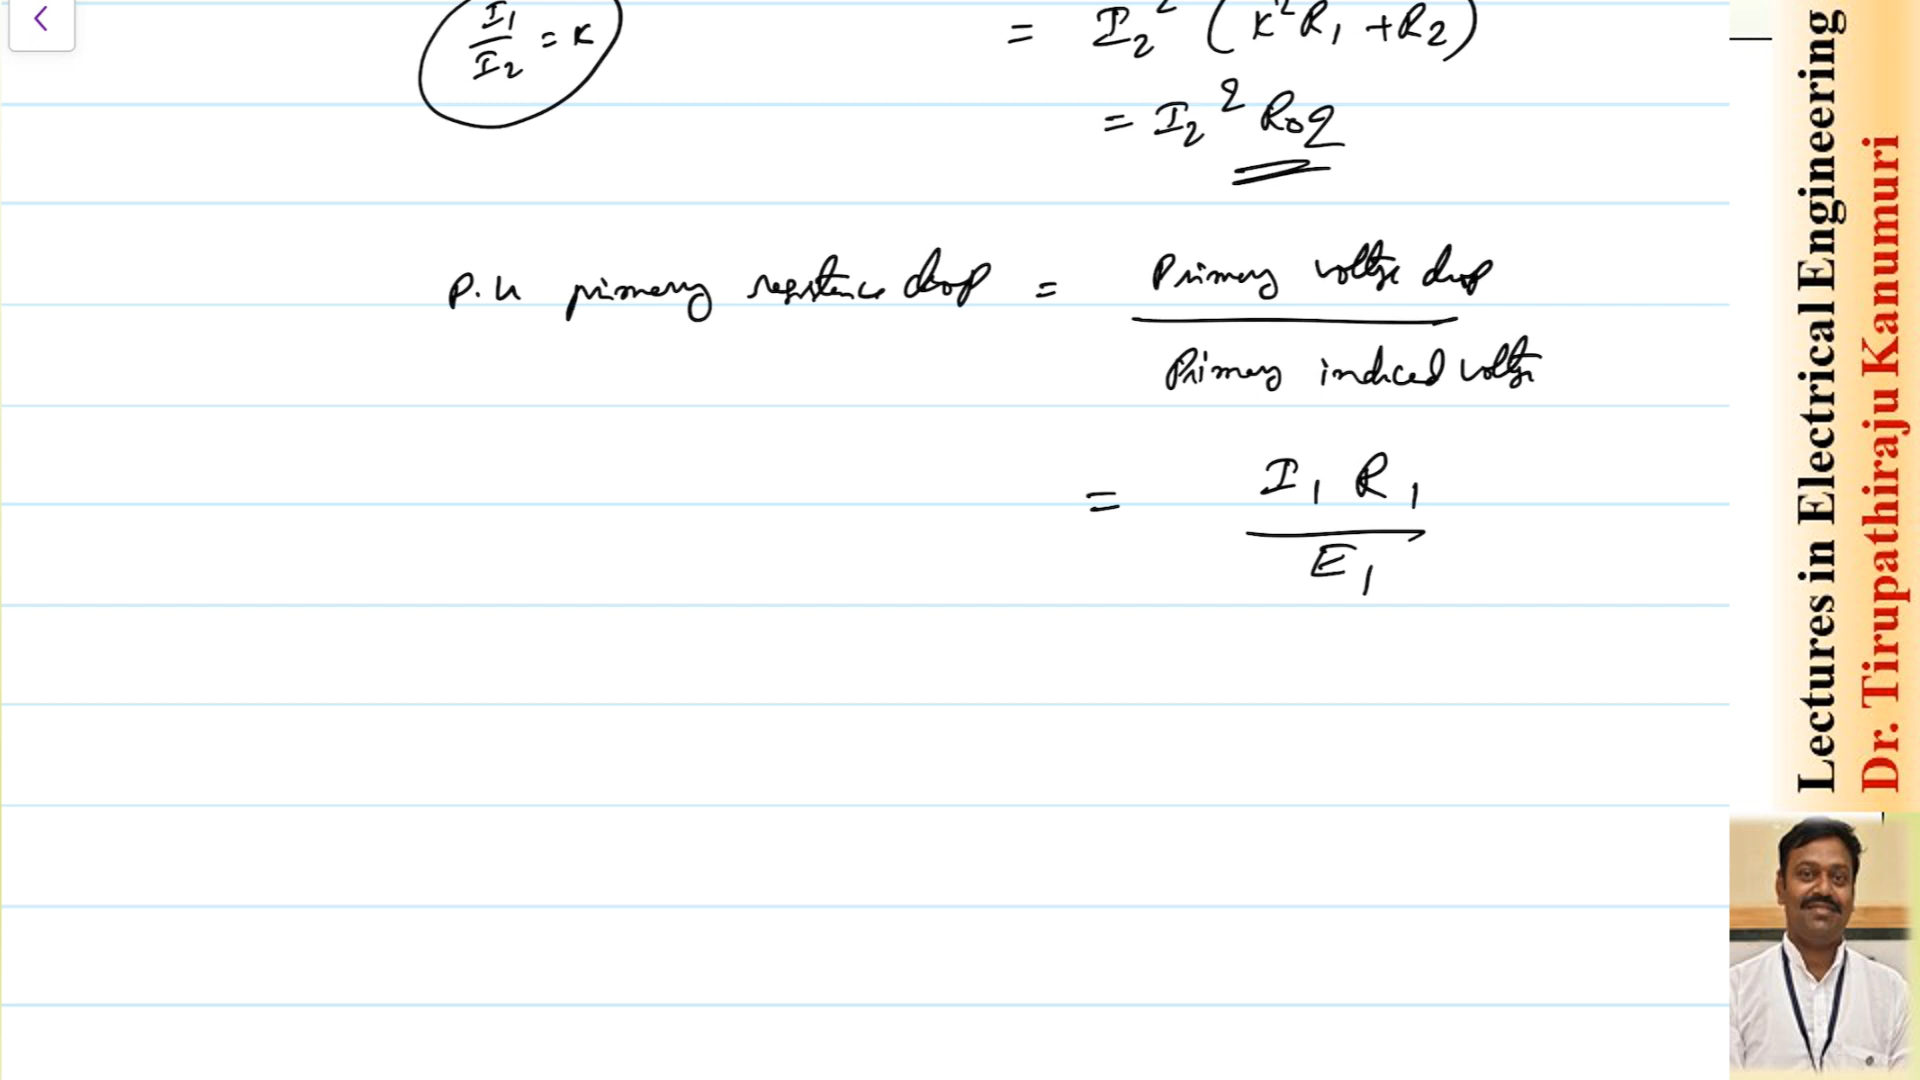 I₁/I₂ = K
= I₂² (K²R₁ + R₂)
= I₂² R₀₂
P.u primary resistance drop = Primary voltage drop / Primary induced voltage
= I₁ R₁ / E₁
Lectures in Electrical Engineering
Dr. Tirupathiraju Kanumuri